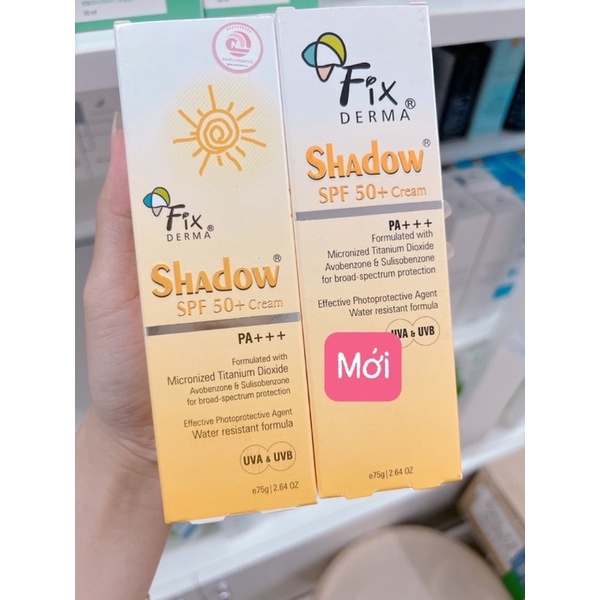 Fix
DERMA®
Shadow®
SPF 50+ Cream
PA+++
Formulated with
Micronized Titanium Dioxide
Avobenzone & Sulisobenzone
for broad-spectrum protection
Effective Photoprotective Agent
Water resistant formula
UVA & UVB
e75g | 2.64 OZ
Fix
DERMA®
Shadow®
SPF 50+ Cream
PA+++
Formulated with
Micronized Titanium Dioxide
Avobenzone & Sulisobenzone
for broad-spectrum protection
Effective Photoprotective Agent
Water resistant formula
UVA & UVB
Mới
e75g | 2.64 OZ